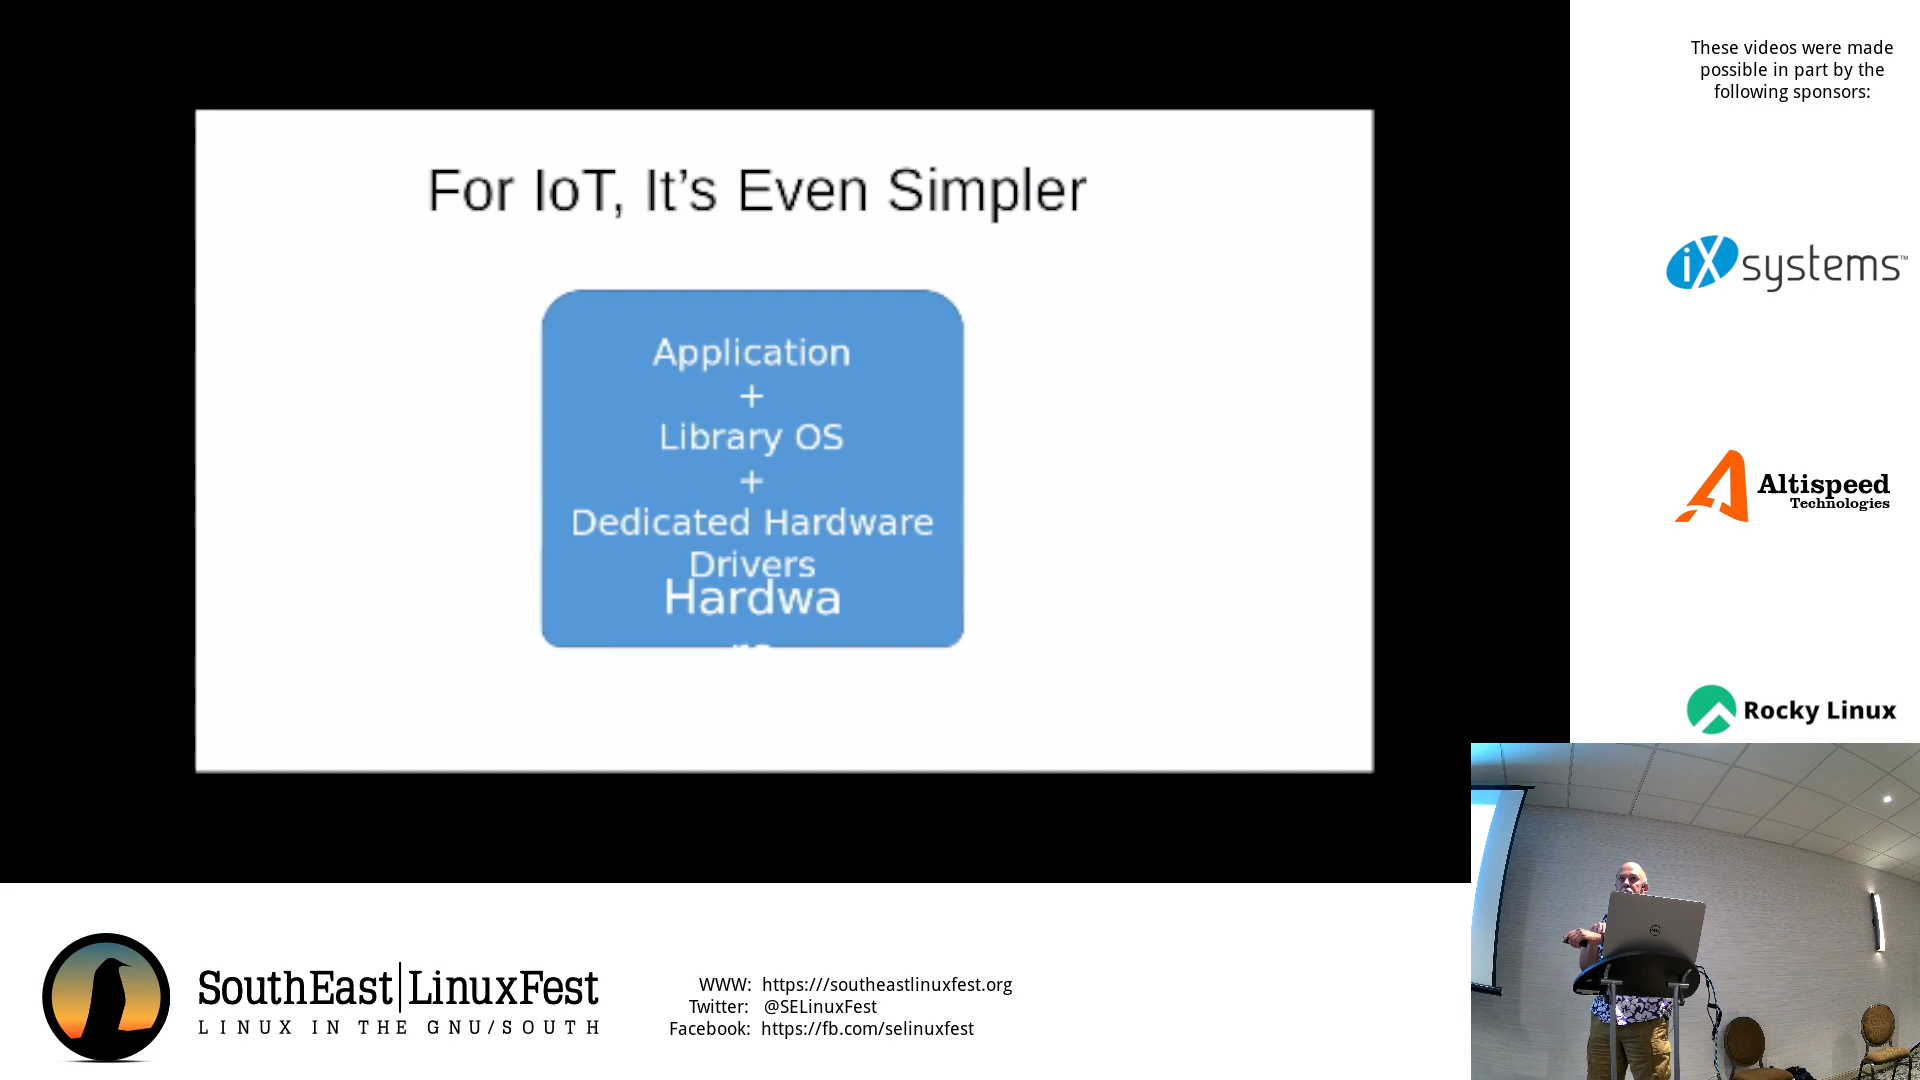 For IoT, It's Even Simpler
Application
+
Library OS
+
Dedicated Hardware
Drivers
Hardwa
re
These videos were made
possible in part by the
following sponsors:
iXsystems™
Altispeed
Technologies
Rocky Linux
SouthEast|LinuxFest
LINUX IN THE GNU/SOUTH
WWW: https:///southeastlinuxfest.org
Twitter: @SELinuxFest
Facebook: https://fb.com/selinuxfest